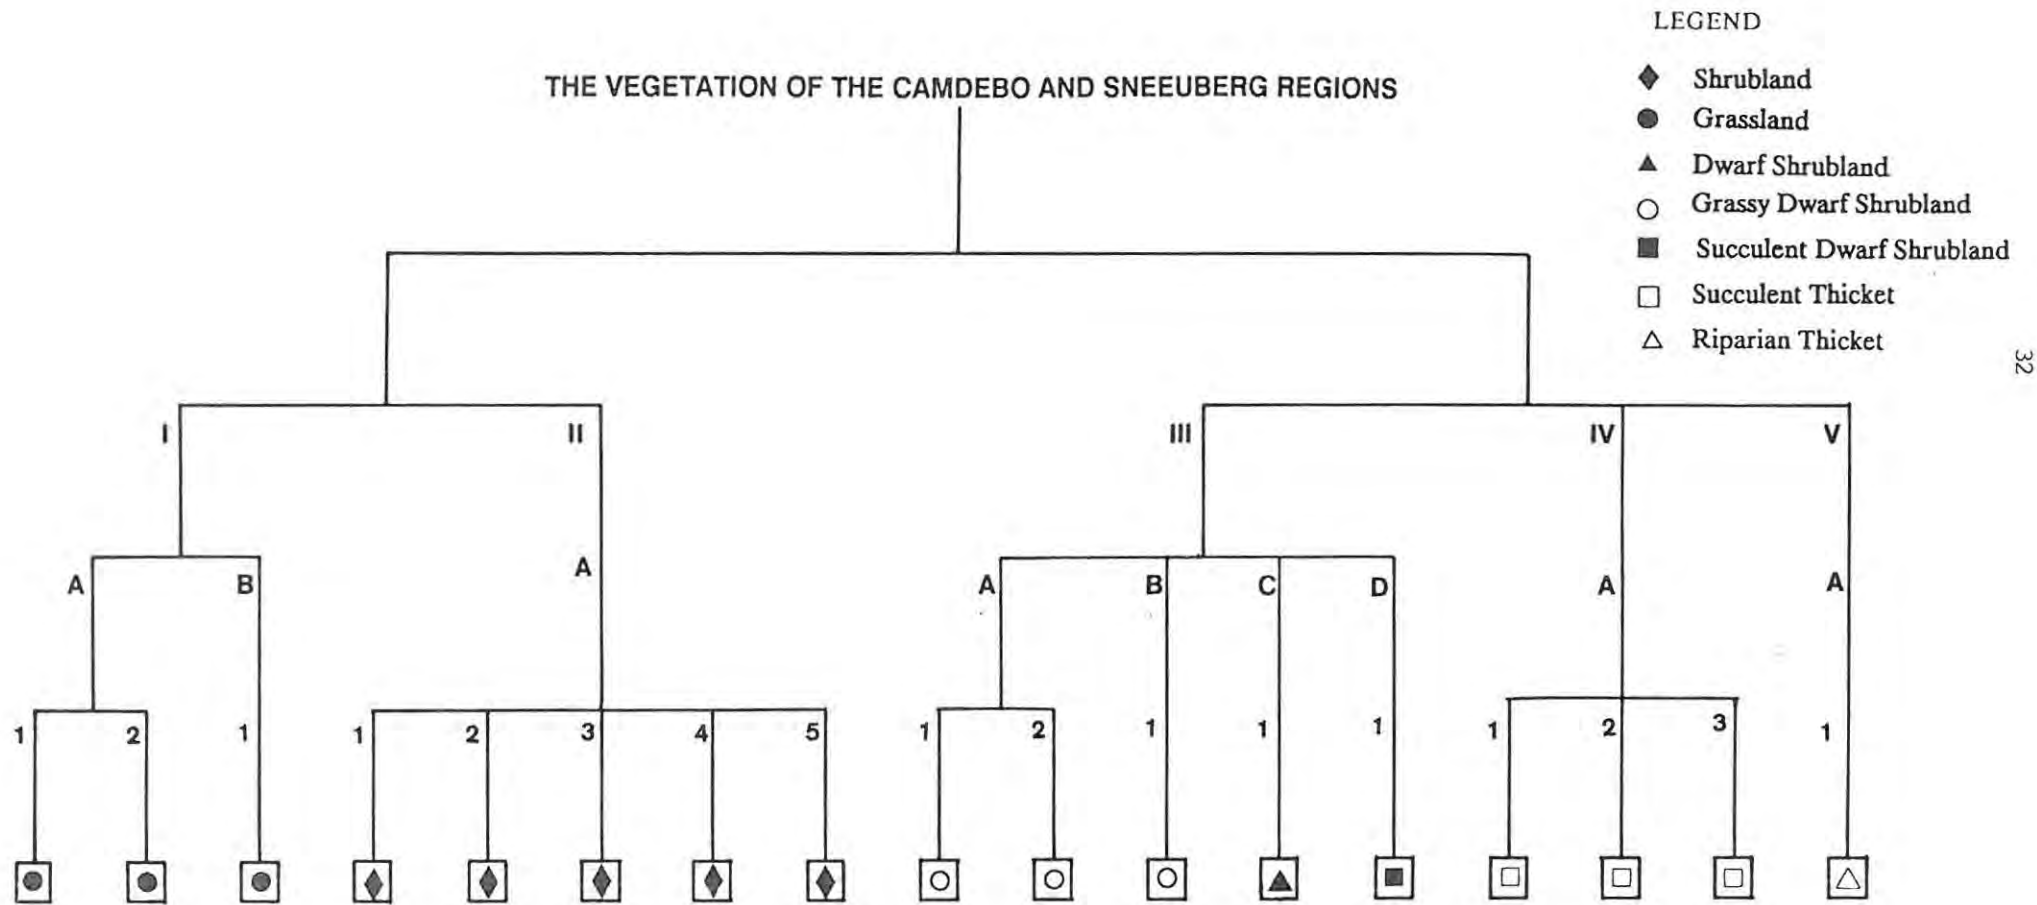 LEGEND
THE VEGETATION OF THE CAMDEBO AND SNEEUBERG REGIONS
Shrubland
Grassland
Dwarf Shrubland
Grassy Dwarf Shrubland
Succulent Dwarf Shrubland
Succulent Thicket
Riparian Thicket
32
I II III IV V
A B A A B C D A A
1 2 1 1 2 3 4 5 1 2 1 1 1 1 2 3 1